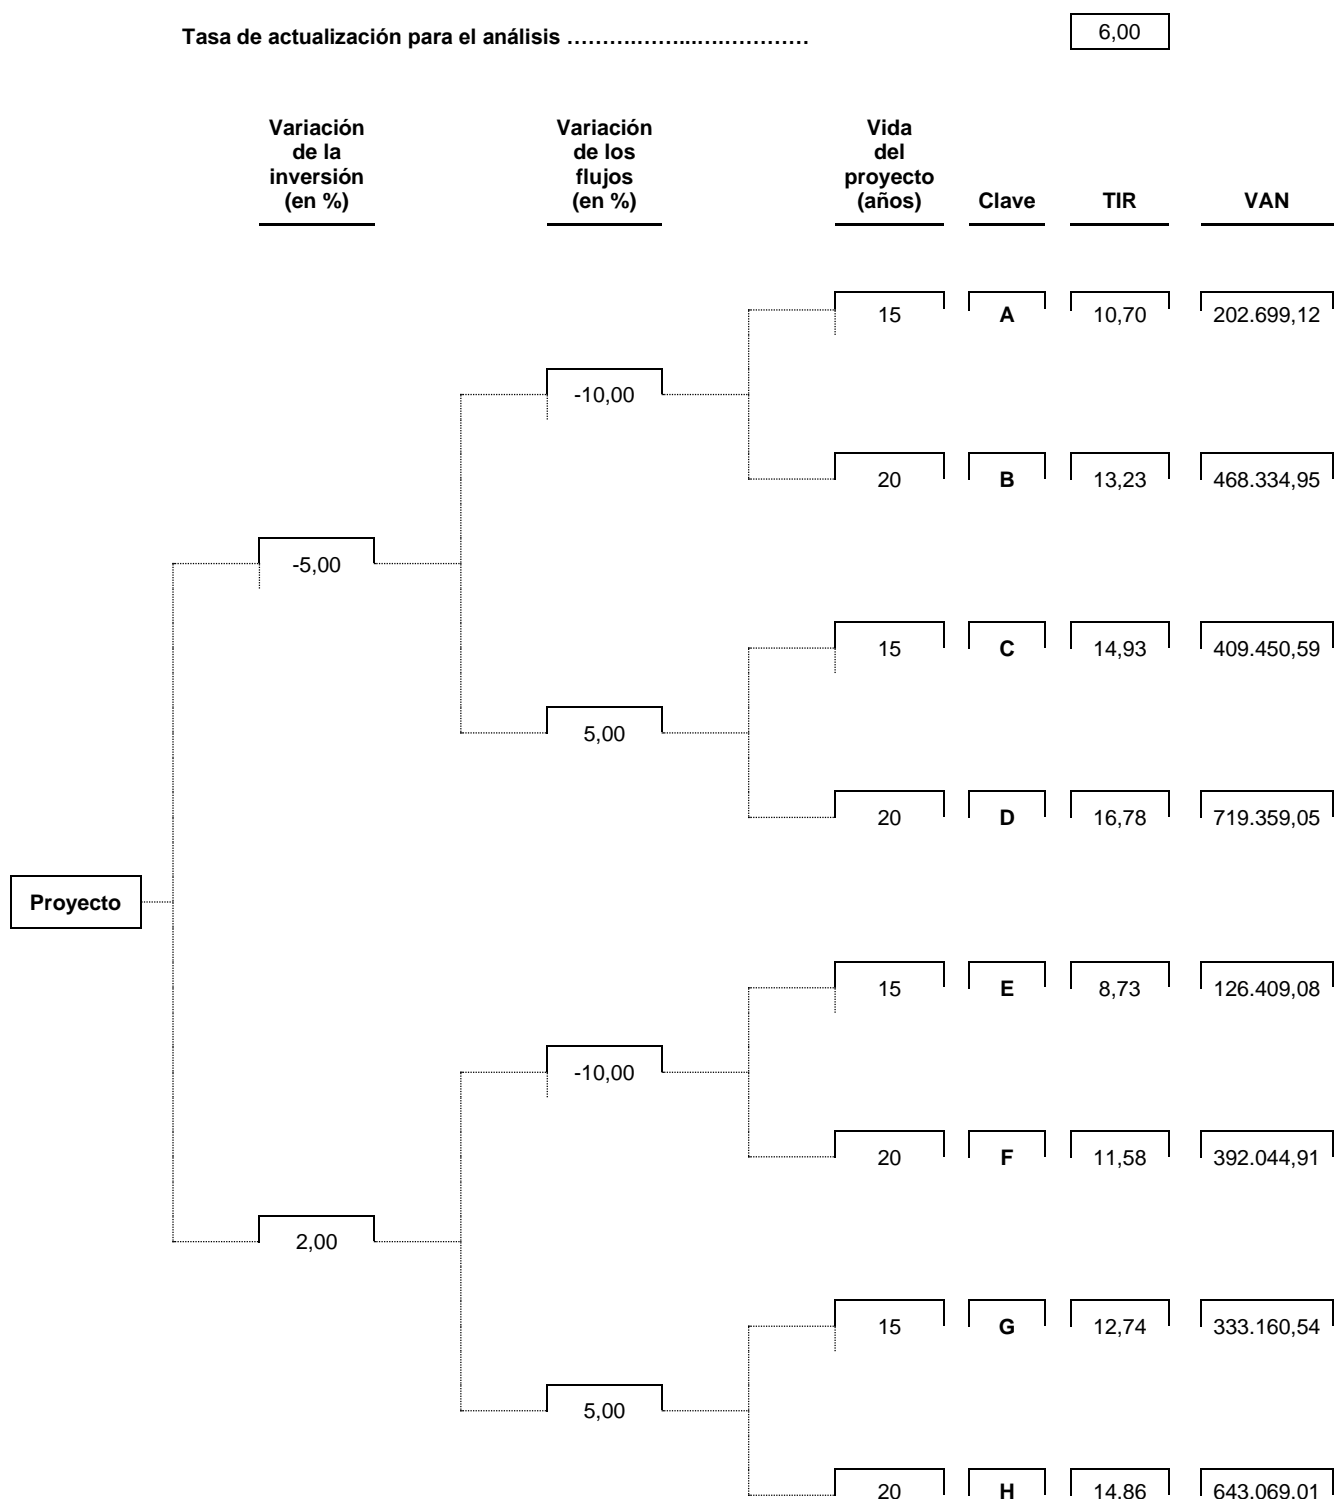 Tasa de actualización para el análisis ……….……...….………… 6,00
Variación Variación Vida
de la de los del
inversión flujos proyecto
(en %) (en %) (años) Clave TIR VAN
15 A 10,70 202.699,12
-10,00
20 B 13,23 468.334,95
-5,00
15 C 14,93 409.450,59
5,00
20 D 16,78 719.359,05
Proyecto
15 E 8,73 126.409,08
-10,00
20 F 11,58 392.044,91
2,00
15 G 12,74 333.160,54
5,00
20 H 14,86 643.069,01